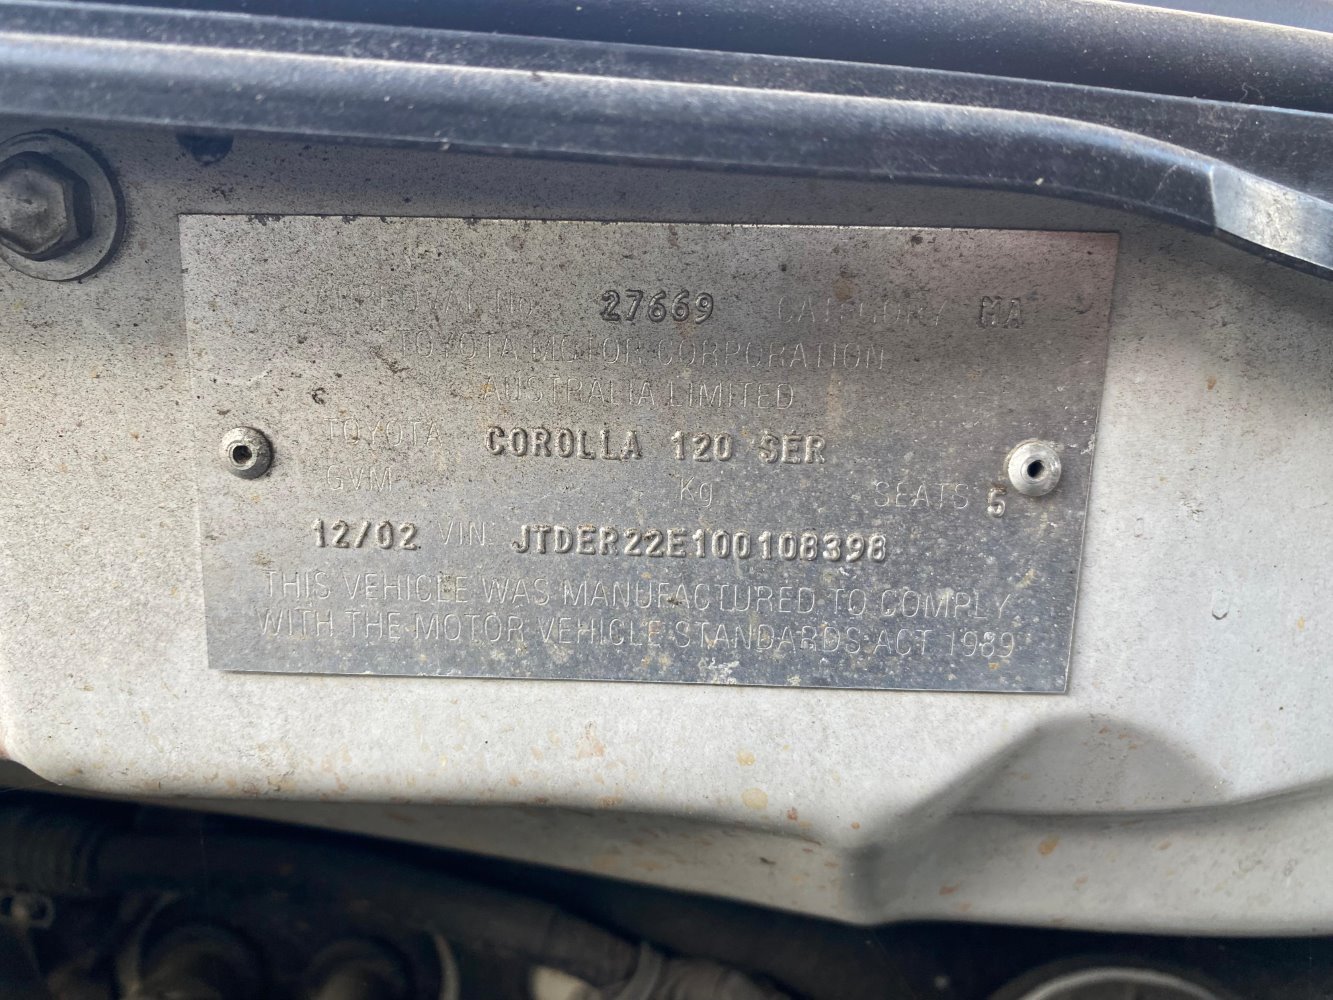 APPROVAL No. 27669 CATEGORY MA
TOYOTA MOTOR CORPORATION
AUSTRALIA LIMITED
TOYOTA COROLLA 120 SER
GVM Kg SEATS 5
12/02 VIN: JTDER22E100108398
THIS VEHICLE WAS MANUFACTURED TO COMPLY
WITH THE MOTOR VEHICLE STANDARDS ACT 1989